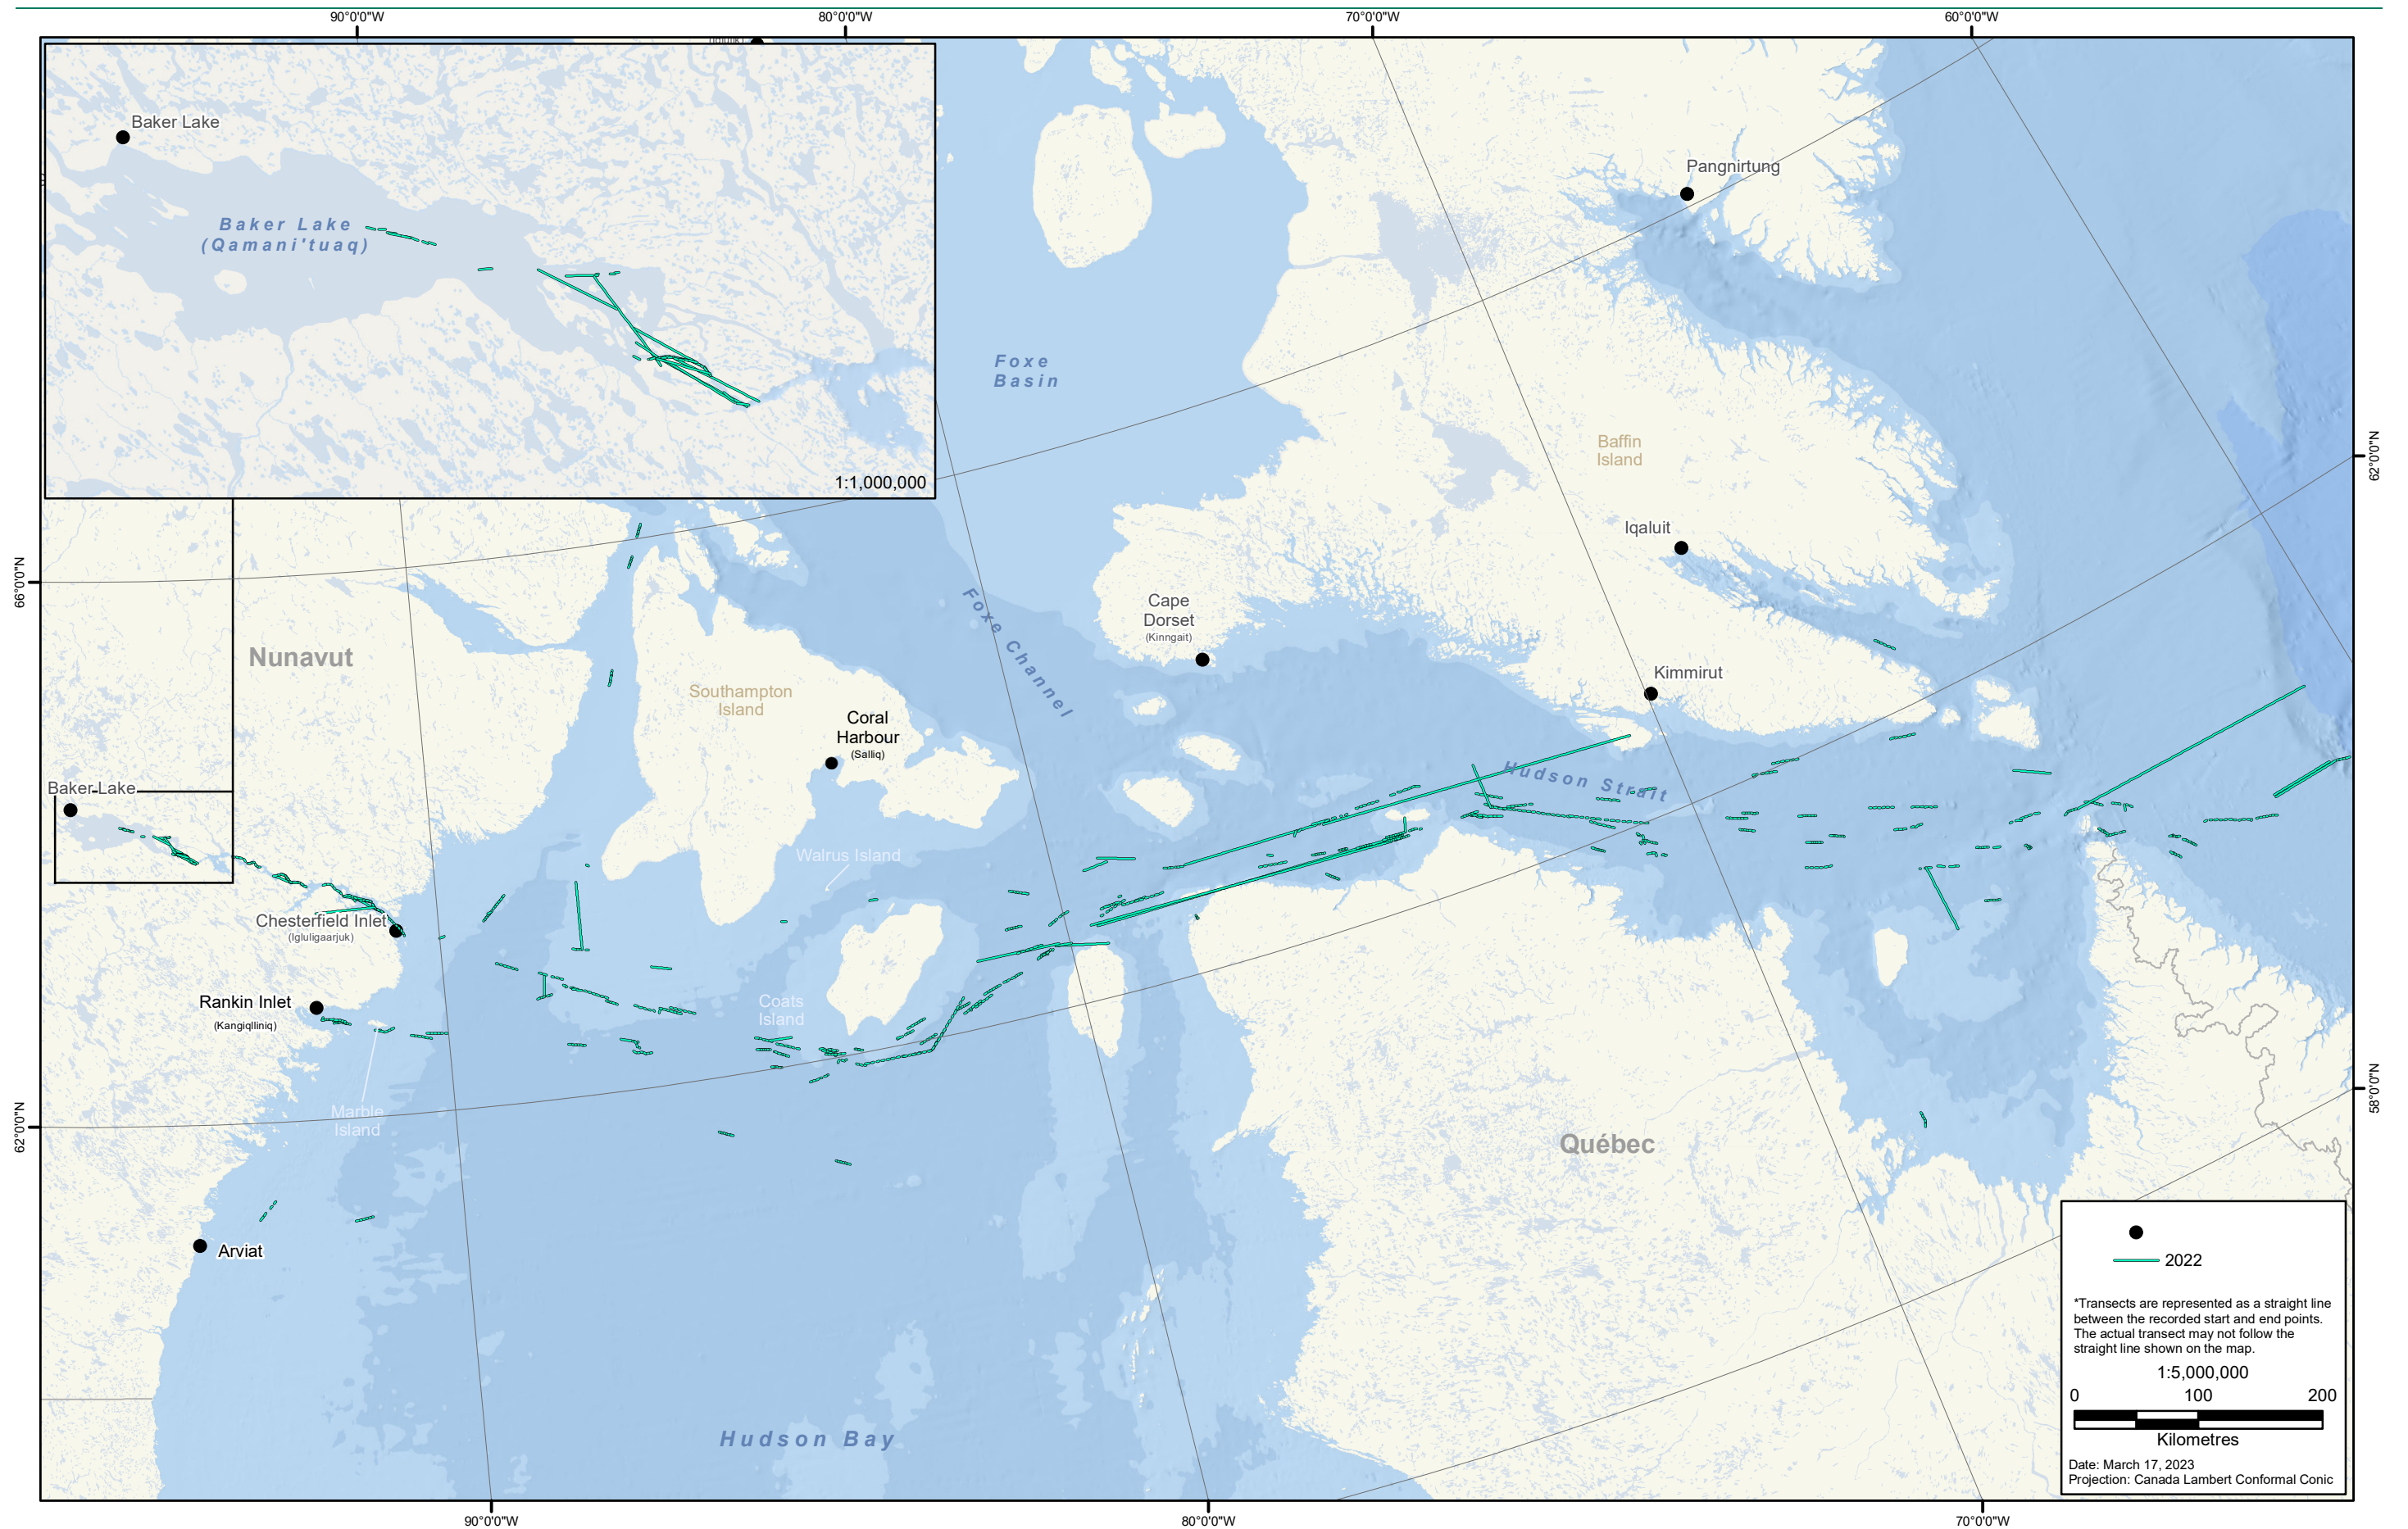 90°0'0"W
80°0'0"W
70°0'0"W
60°0'0"W
Baker Lake
Baker Lake
(Qamani'tuaq)
1:1,000,000
Pangnirtung
Foxe
Basin
Baffin
Island
62°0'0"N
Iqaluit
66°0'0"N
Cape
Dorset
(Kinngait)
Foxe Channel
Nunavut
Southampton
Island
Kimmirut
Coral
Harbour
(Salliq)
Hudson Strait
Baker Lake
Walrus Island
Chesterfield Inlet
(Igluligaarjuk)
Rankin Inlet
(Kangiqlliniq)
Coats
Island
Marble
Island
62°0'0"N
58°0'0"N
Québec
Arviat
Hudson Bay
2022
*Transects are represented as a straight line
between the recorded start and end points.
The actual transect may not follow the
straight line shown on the map.
1:5,000,000
0 100 200
Kilometres
Date: March 17, 2023
Projection: Canada Lambert Conformal Conic
90°0'0"W
80°0'0"W
70°0'0"W